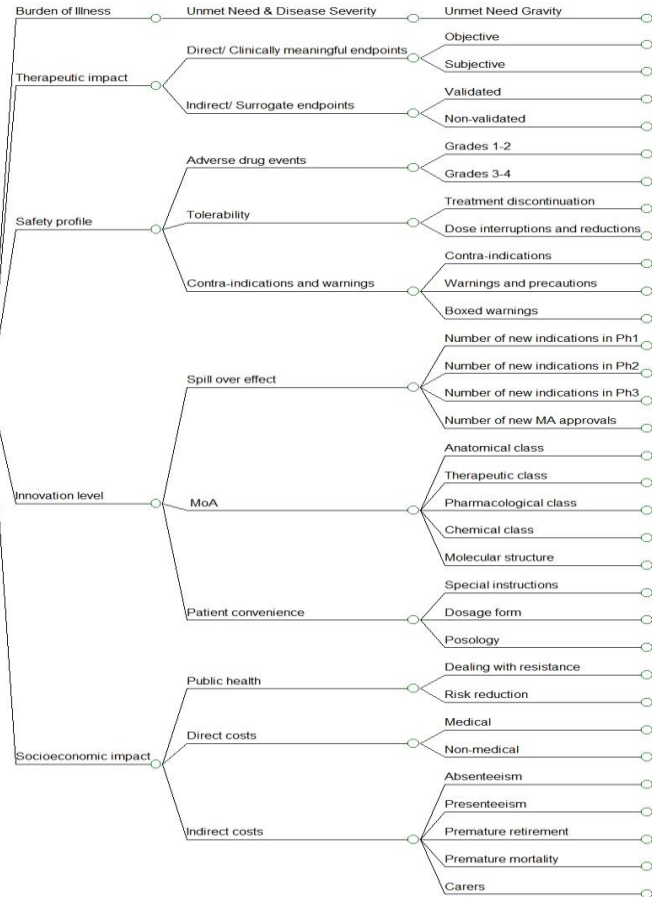 Burden of Illness
Unmet Need & Disease Severity
Unmet Need Gravity
Therapeutic impact
Direct/ Clinically meaningful endpoints
Objective
Subjective
Indirect/ Surrogate endpoints
Validated
Non-validated
Safety profile
Adverse drug events
Grades 1-2
Grades 3-4
Tolerability
Treatment discontinuation
Dose interruptions and reductions
Contra-indications and warnings
Contra-indications
Warnings and precautions
Boxed warnings
Innovation level
Spill over effect
Number of new indications in Ph1
Number of new indications in Ph2
Number of new indications in Ph3
Number of new MA approvals
MoA
Anatomical class
Therapeutic class
Pharmacological class
Chemical class
Molecular structure
Patient convenience
Special instructions
Dosage form
Posology
Socioeconomic impact
Public health
Dealing with resistance
Risk reduction
Direct costs
Medical
Non-medical
Indirect costs
Absenteeism
Presenteeism
Premature retirement
Premature mortality
Carers